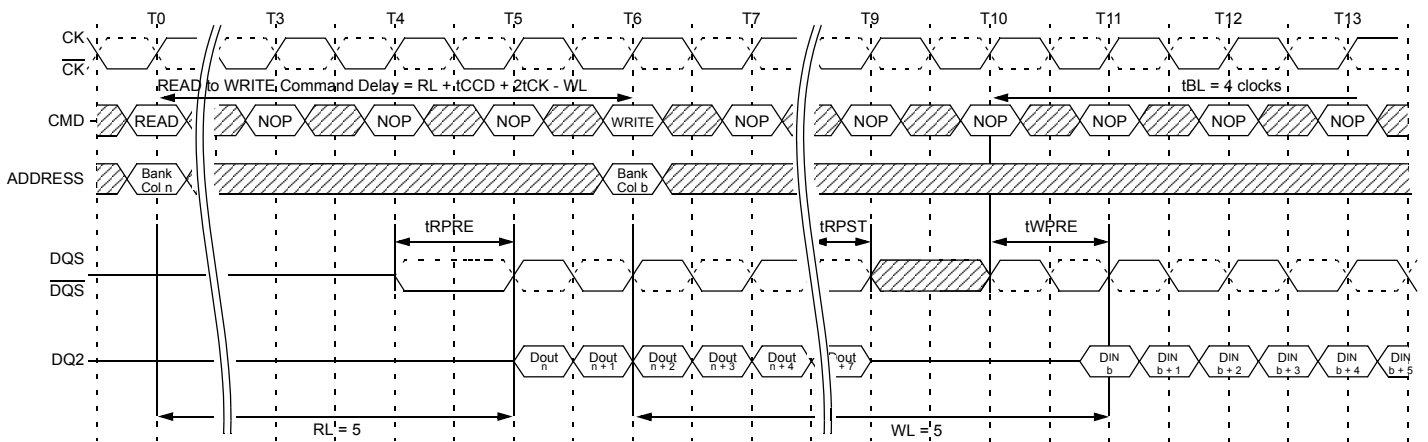 T0 T3 T4 T5 T6 T7 T9 T10 T11 T12 T13
CK
CK
READ to WRITE Command Delay = RL + tCCD + 2tCK - WL
tBL = 4 clocks
CMD READ NOP NOP NOP WRITE NOP NOP NOP NOP NOP NOP
ADDRESS
Bank
Col n
Bank
Col b
tRPRE tRPST tWPRE
DQS
DQS
DQ2
Dout
n
Dout
n + 1
Dout
n + 2
Dout
n + 3
Dout
n + 4
Dout
+ 7
DIN
b
DIN
b + 1
DIN
b + 2
DIN
b + 3
DIN
b + 4
DIN
b + 5
RL = 5 WL = 5